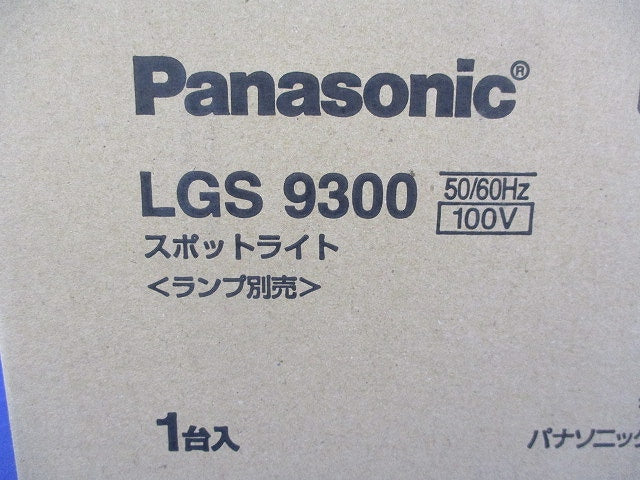 Panasonic®
LGS 9300 50/60Hz
100V
スポットライト
<ランプ別売>
1台入
パナソニック